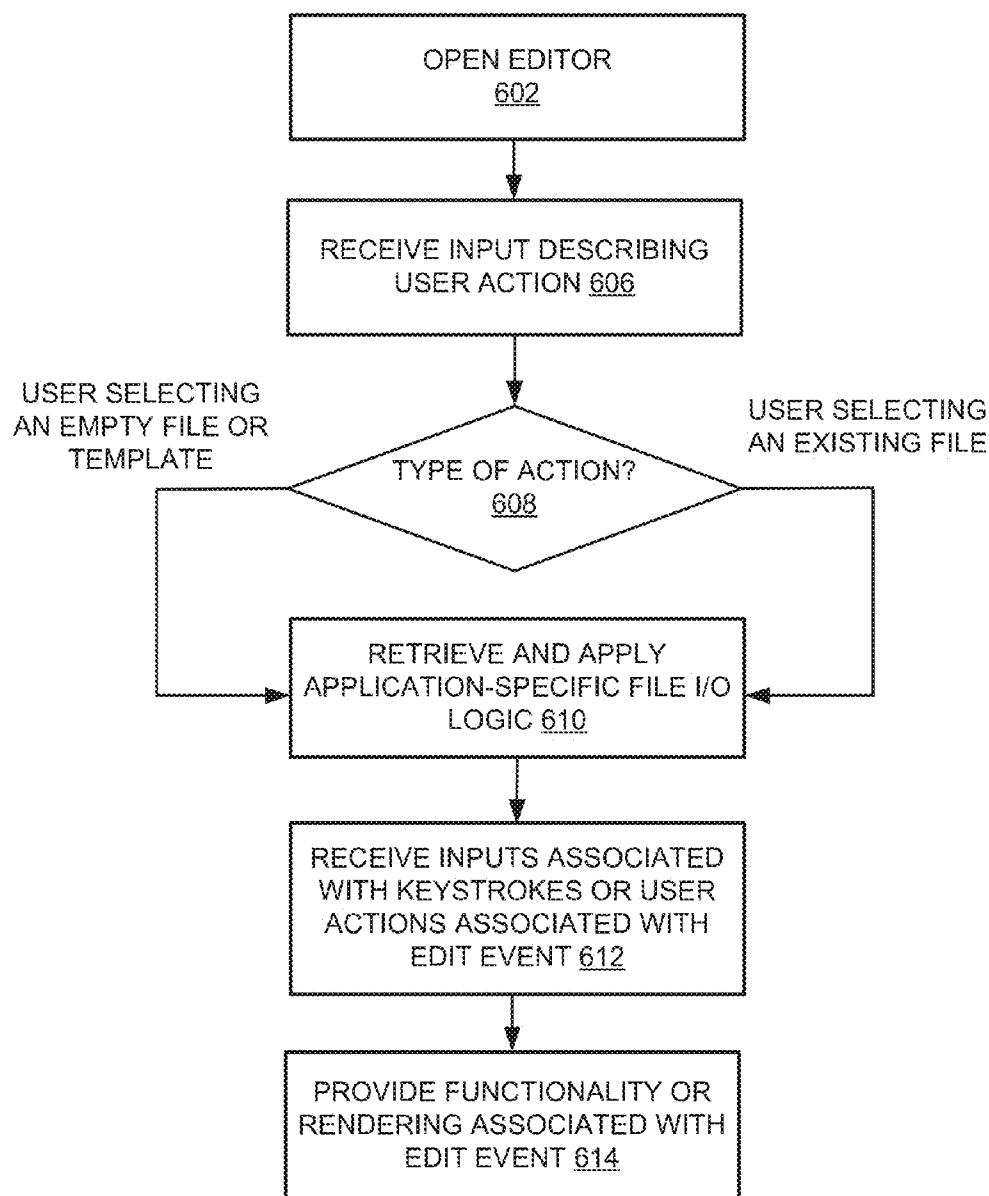 OPEN EDITOR
602
RECEIVE INPUT DESCRIBING
USER ACTION 606
USER SELECTING
AN EMPTY FILE OR
TEMPLATE
USER SELECTING
AN EXISTING FILE
TYPE OF ACTION?
608
RETRIEVE AND APPLY
APPLICATION-SPECIFIC FILE I/O
LOGIC 610
RECEIVE INPUTS ASSOCIATED
WITH KEYSTROKES OR USER
ACTIONS ASSOCIATED WITH
EDIT EVENT 612
PROVIDE FUNCTIONALITY OR
RENDERING ASSOCIATED WITH
EDIT EVENT 614